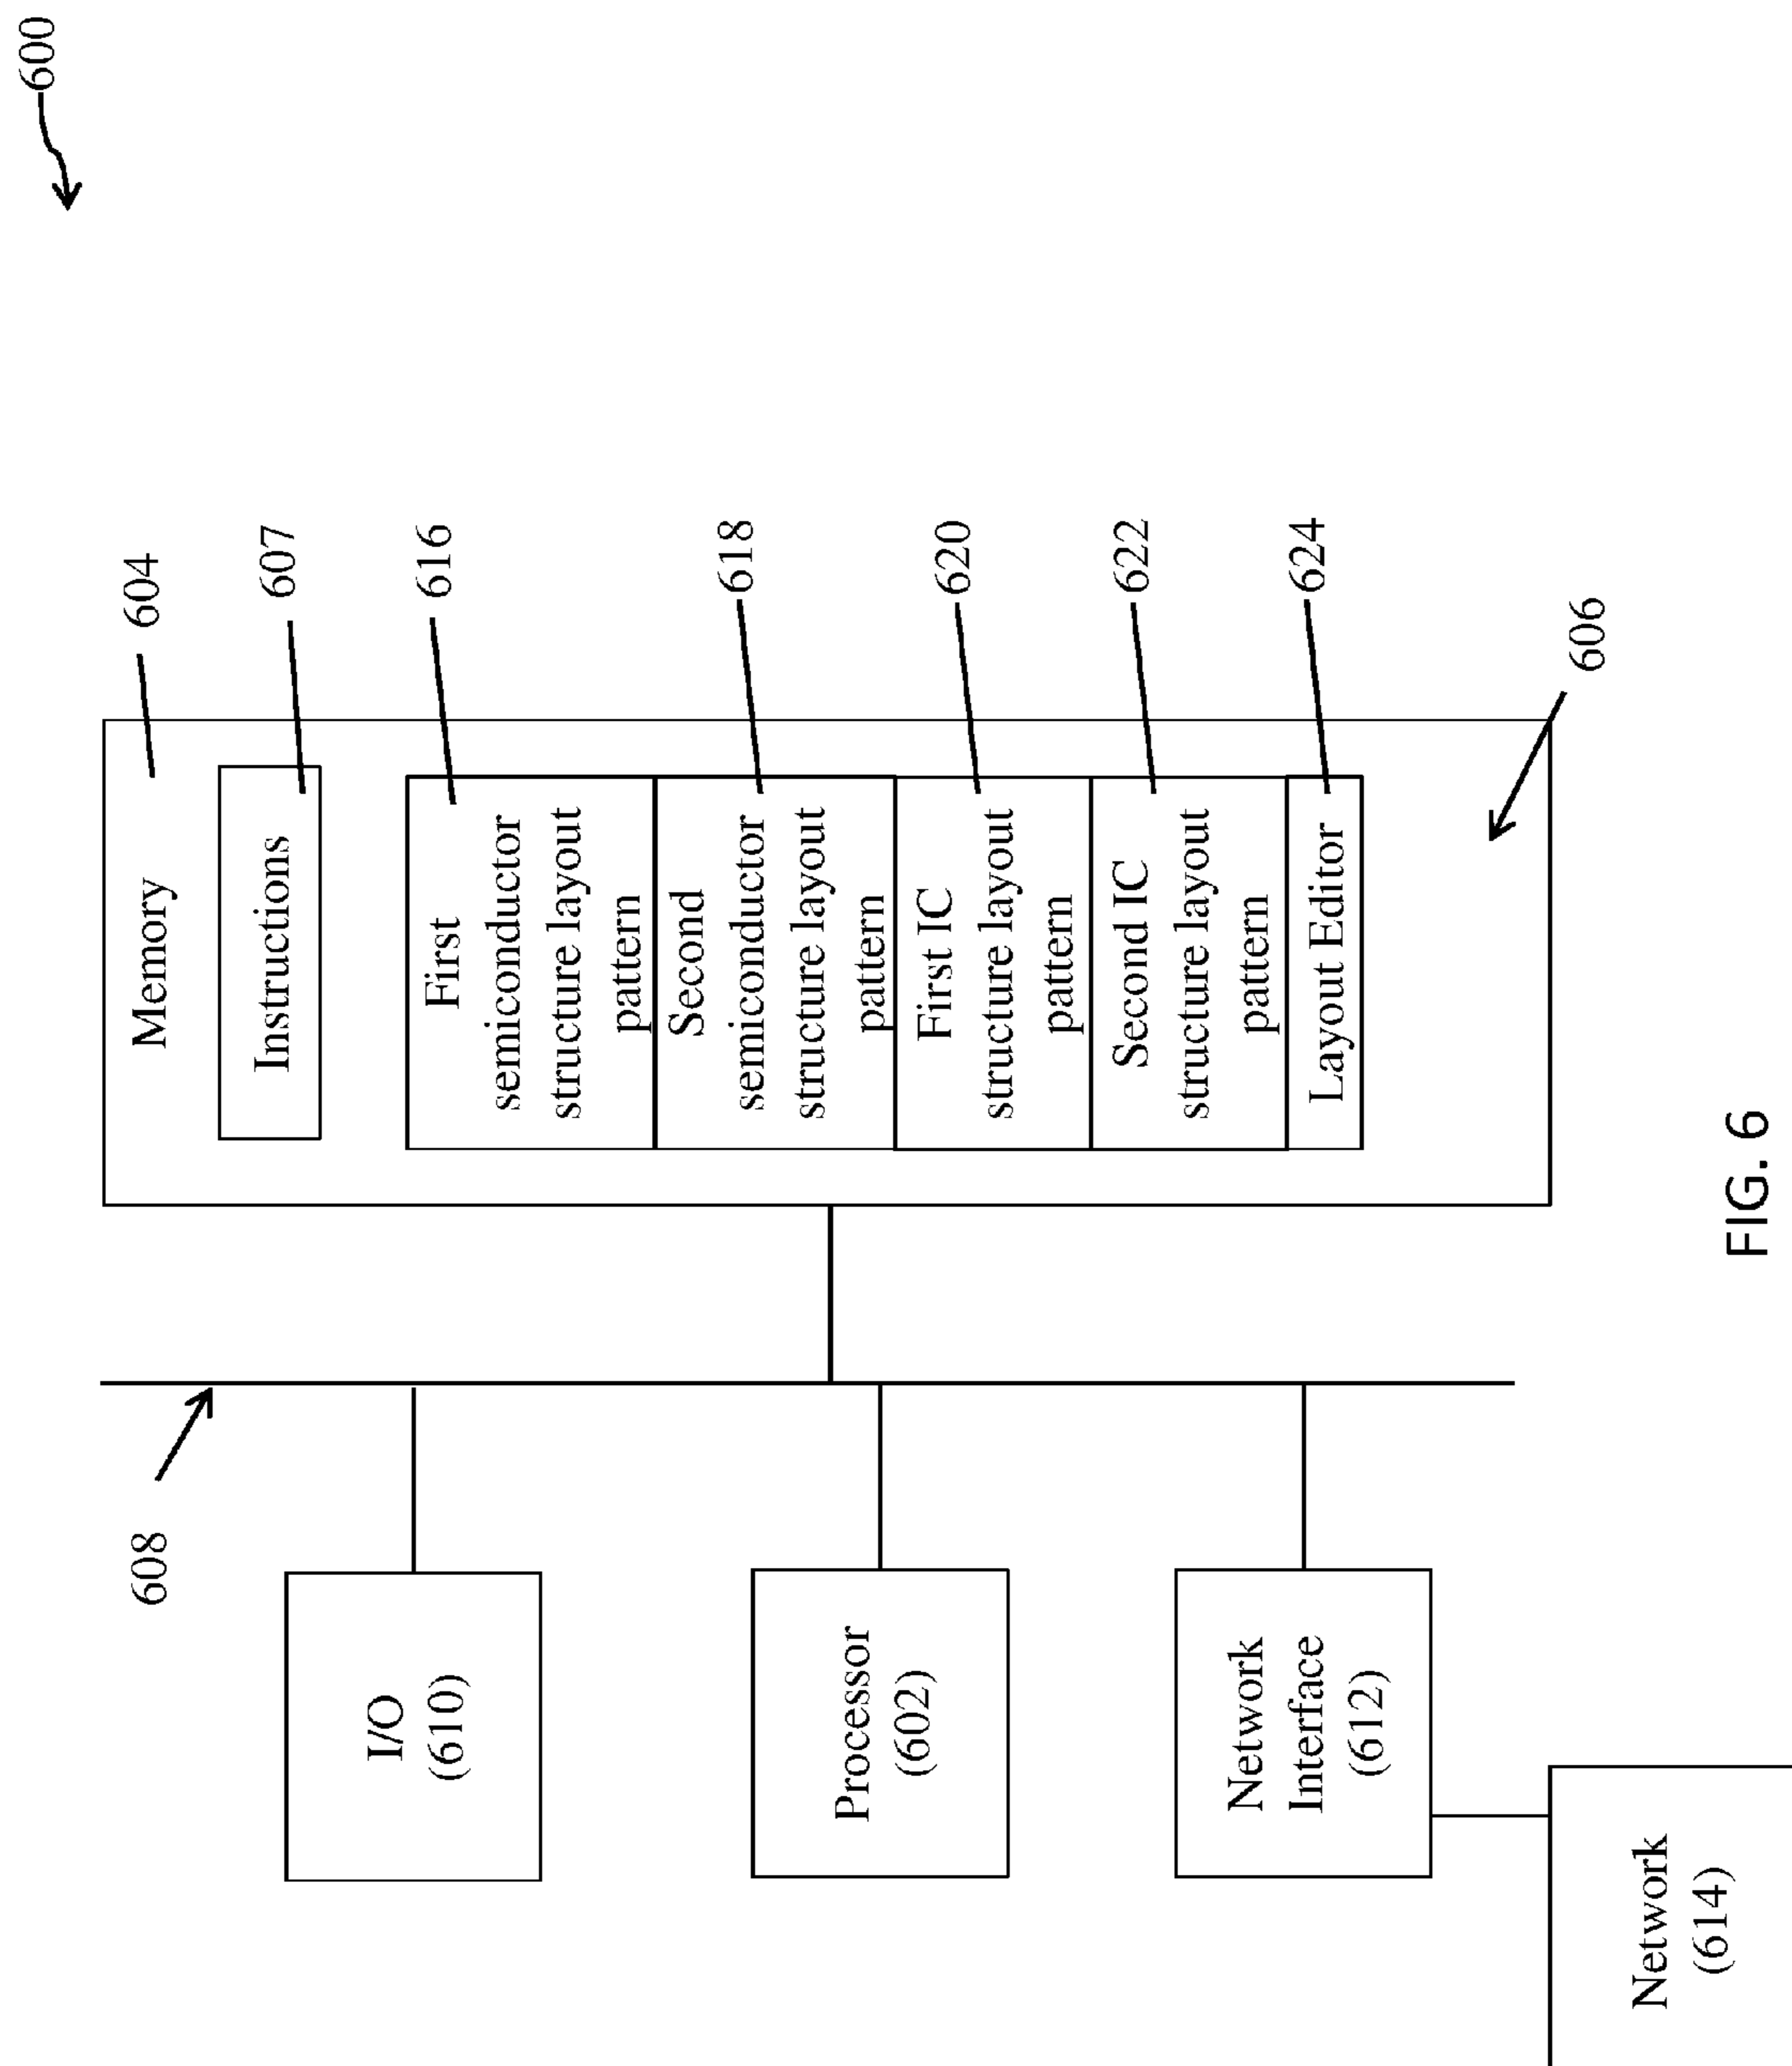 600
608
I/O
(610)
Processor
(602)
Network
Interface
(612)
Network
(614)
Memory
604
Instructions
607
First
semiconductor
structure layout
pattern
616
Second
semiconductor
structure layout
pattern
618
First IC
structure layout
pattern
620
Second IC
structure layout
pattern
622
Layout Editor
624
606
FIG. 6